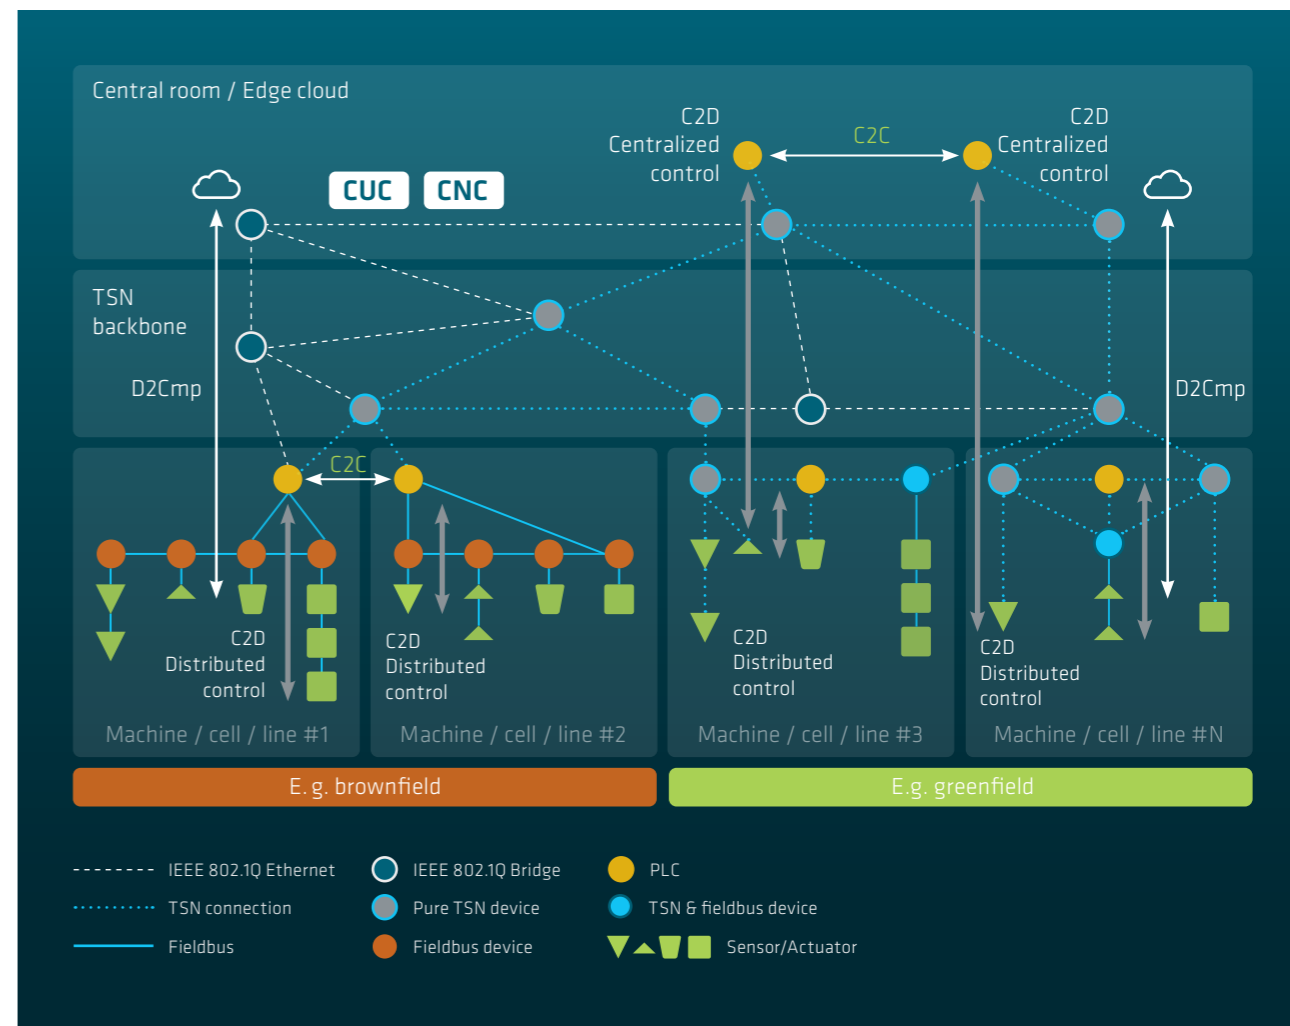 Central room / Edge cloud
C2D
Centralized
control
C2C
C2D
Centralized
control
CUC
CNC
TSN
backbone
D2Cmp
D2Cmp
C2C
C2D
Distributed
control
C2D
Distributed
control
C2D
Distributed
control
C2D
Distributed
control
Machine / cell / line #1
Machine / cell / line #2
Machine / cell / line #3
Machine / cell / line #N
E. g. brownfield
E.g. greenfield
IEEE 802.1Q Ethernet
IEEE 802.1Q Bridge
PLC
TSN connection
Pure TSN device
TSN & fieldbus device
Fieldbus
Fieldbus device
Sensor/Actuator